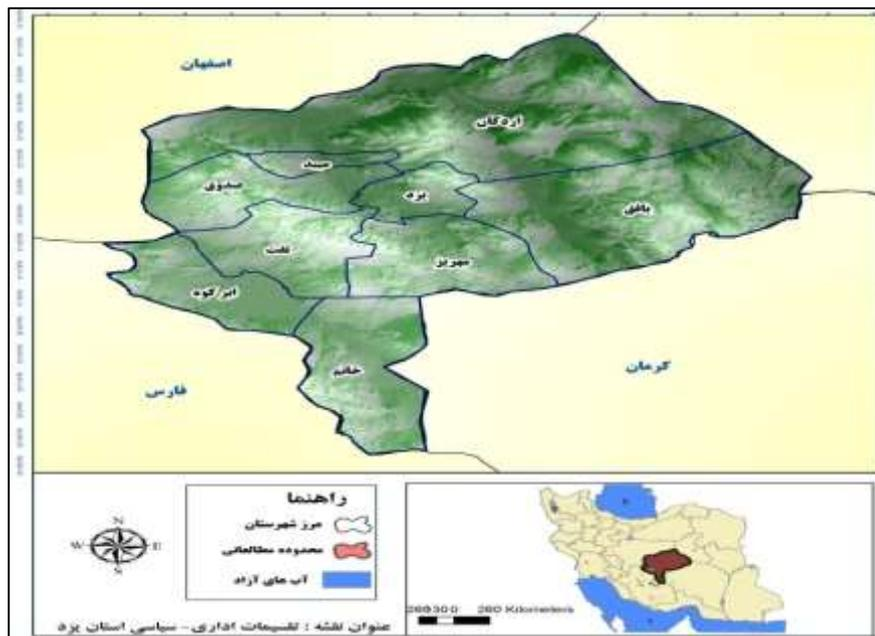 اصفهان
اردکان
میبد
صدوق
یزد
بافق
تفت
مهریز
ابرکوه
خاتم
کرمان
فارس
راهنما
مرز شهرستان
محدوده مطالعاتی
آب های آزاد
N
W E
S
260 Kilometers
عنوان نقشه : تقسیمات اداری- سیاسی استان یزد